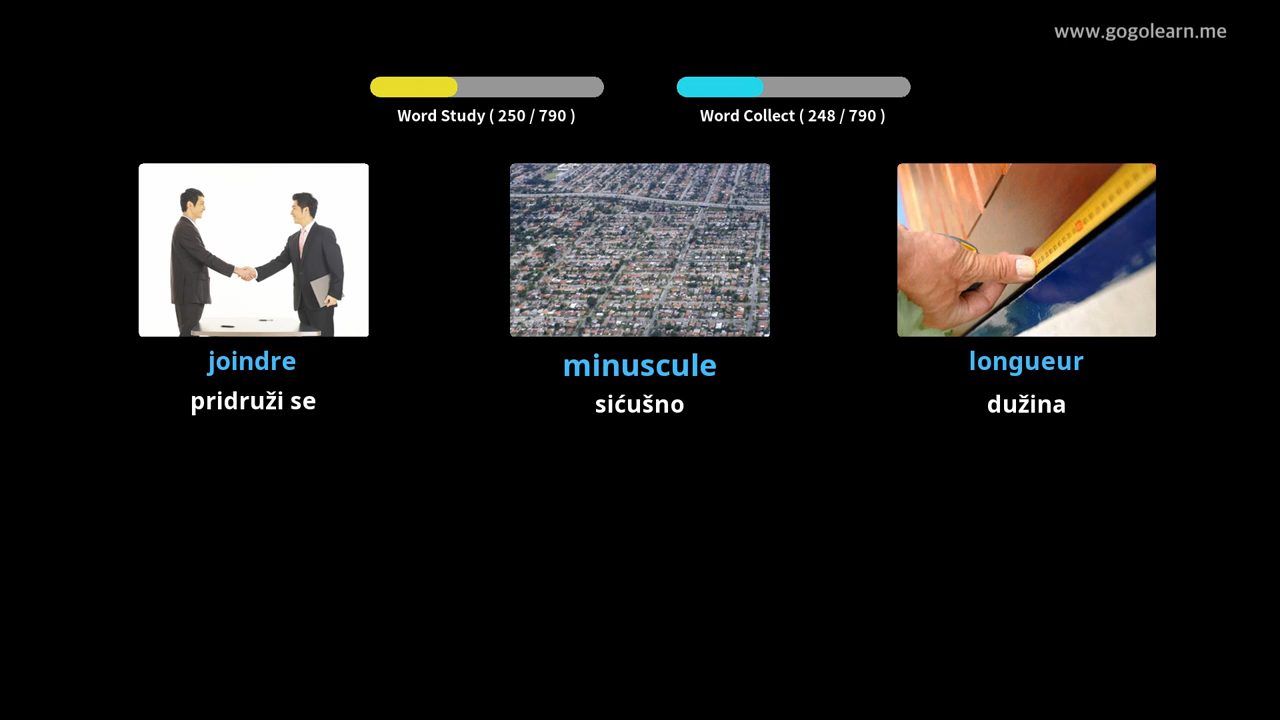 www.gogolearn.me
Word Study ( 250 / 790 )
Word Collect ( 248 / 790 )
joindre
pridruži se
minuscule
sićušno
longueur
dužina